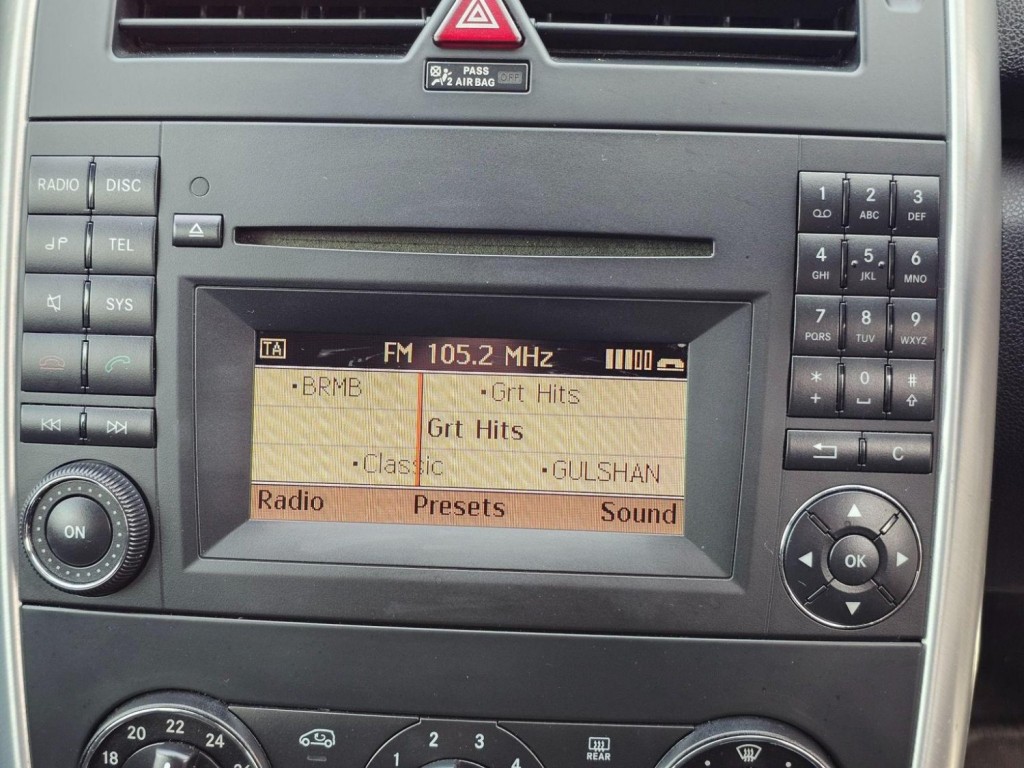 PASS
2 AIR BAG OFF
RADIO DISC
TEL
SYS
ON
TA FM 105.2 MHz
•BRMB •Grt Hits
Grt Hits
•Classic •GULSHAN
Radio Presets Sound
1 2 ABC 3 DEF
4 GHI 5 JKL 6 MNO
7 PQRS 8 TUV 9 WXYZ
* + 0 #
C
OK
18 20 22 24
1 2 3 4
REAR